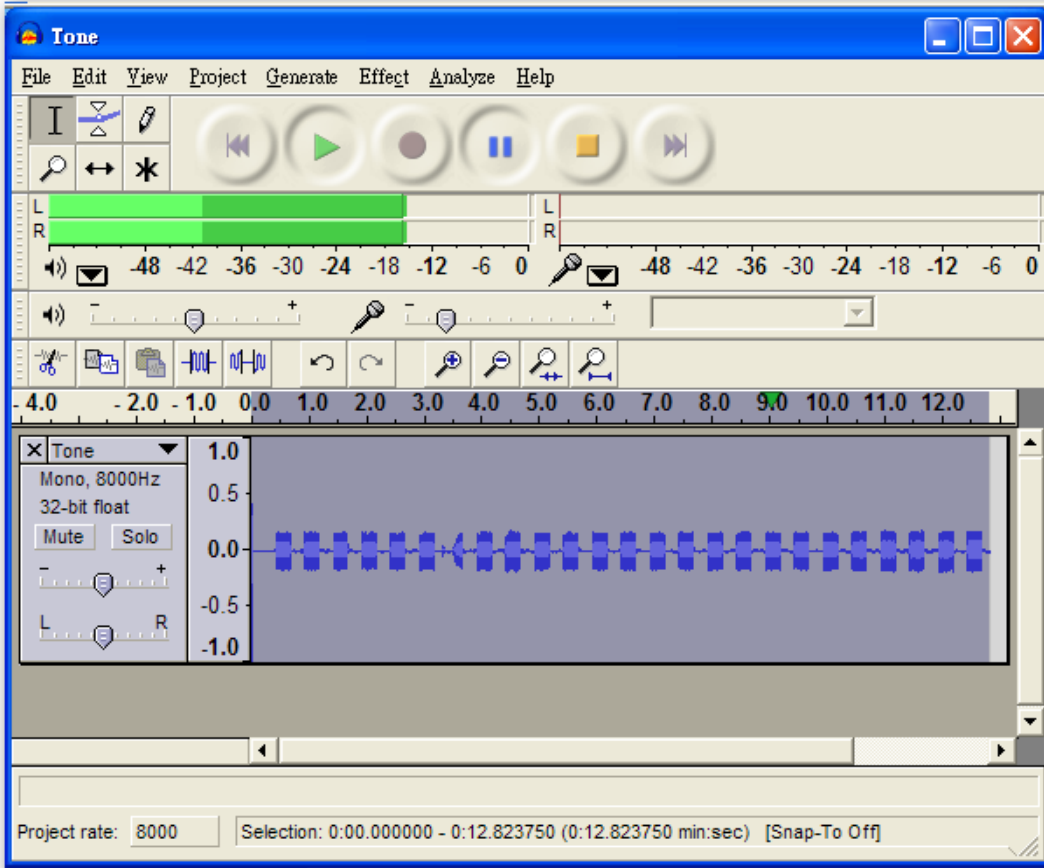 Tone
File Edit View Project Generate Effect Analyze Help
L
R
-48 -42 -36 -30 -24 -18 -12 -6 0
L
R
-48 -42 -36 -30 -24 -18 -12 -6 0
- +
- +
- 4.0 - 2.0 - 1.0 0.0 1.0 2.0 3.0 4.0 5.0 6.0 7.0 8.0 9.0 10.0 11.0 12.0
X Tone
Mono, 8000Hz
32-bit float
Mute Solo
- +
L R
1.0
0.5
0.0
-0.5
-1.0
Project rate: 8000
Selection: 0:00.000000 - 0:12.823750 (0:12.823750 min:sec) [Snap-To Off]